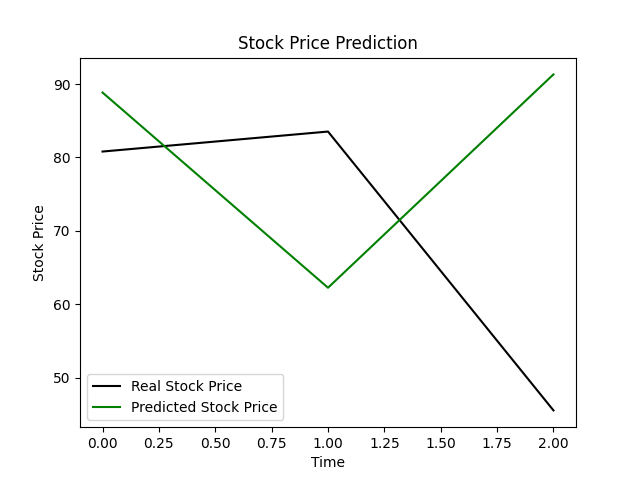 Stock Price Prediction
Stock Price
90
80
70
60
50
Real Stock Price
Predicted Stock Price
0.00 0.25 0.50 0.75 1.00 1.25 1.50 1.75 2.00
Time